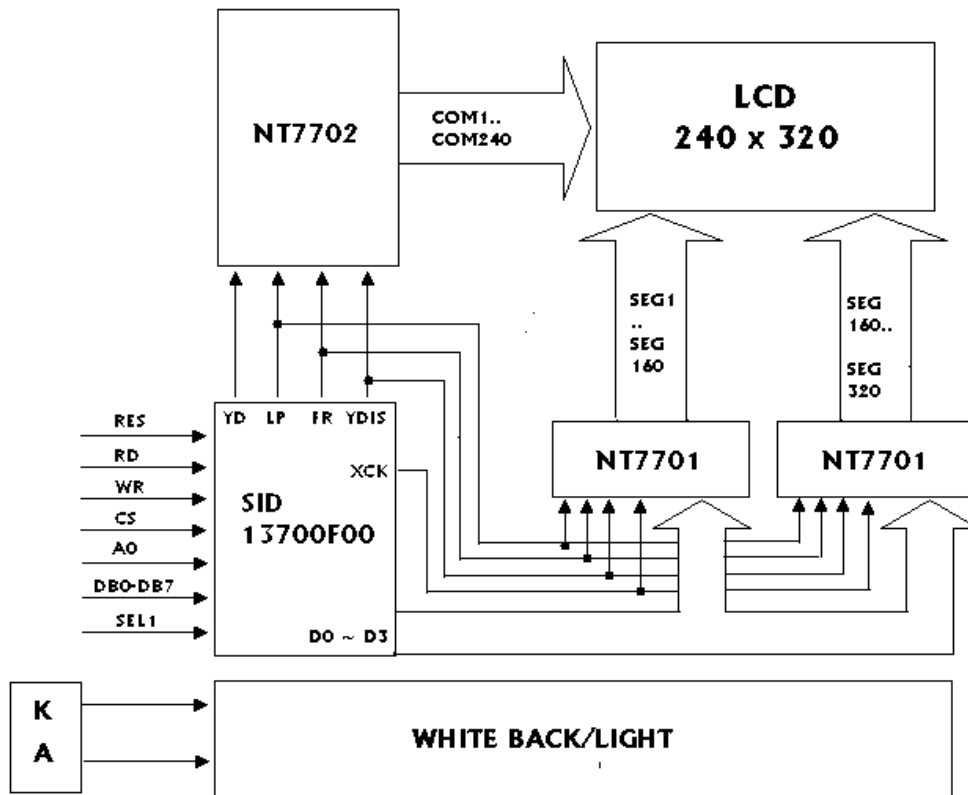 NT7702
COM1..
COM240
LCD
240 x 320
SEG1
..
SEG
160
SEG
160..
SEG
320
YD LP FR YDIS
XCK
SID
13700F00
D0 ~ D3
RES
RD
WR
CS
A0
DB0-DB7
SEL1
NT7701
NT7701
K
A
WHITE BACK/LIGHT